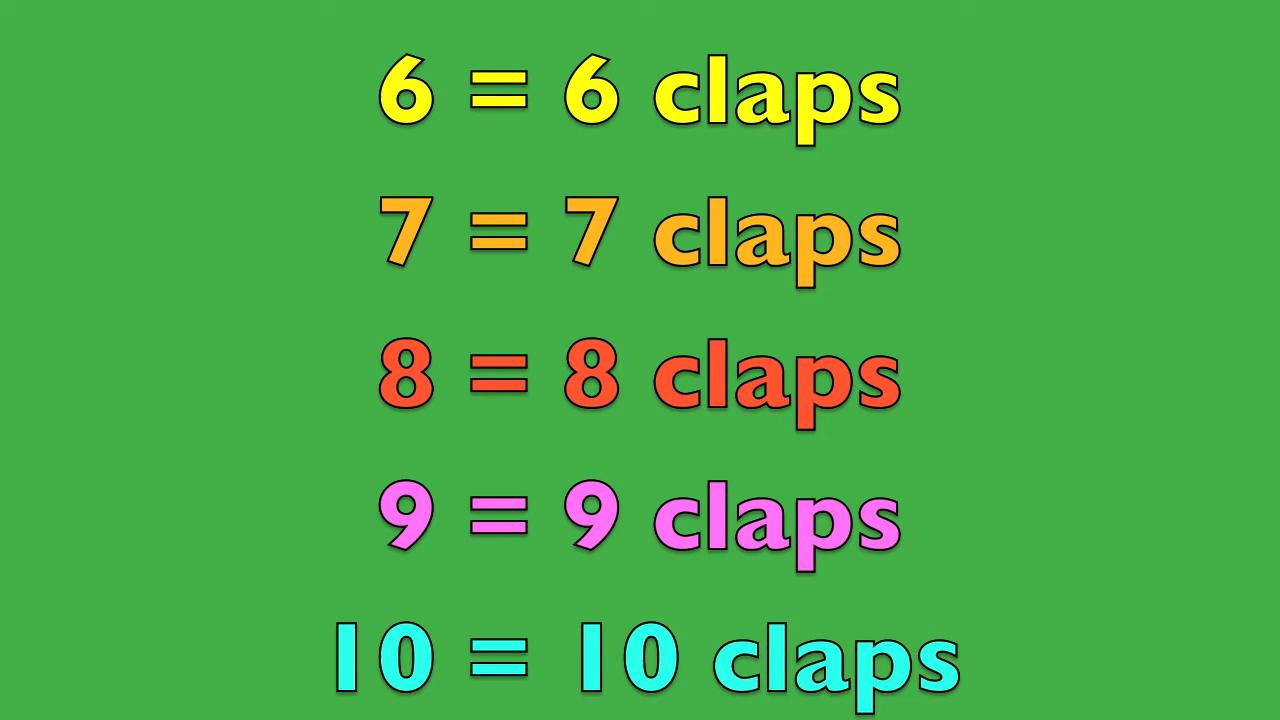 6 = 6 claps
7 = 7 claps
8 = 8 claps
9 = 9 claps
10 = 10 claps